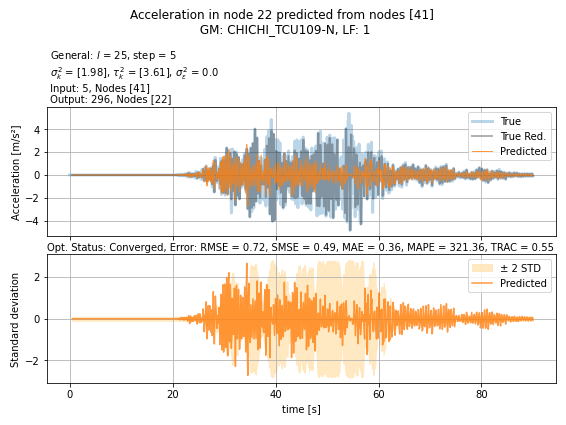 Acceleration in node 22 predicted from nodes [41]
GM: CHICHI_TCU109-N, LF: 1
General: l = 25, step = 5
σ²ₖ = [1.98], τ²ₖ = [3.61], σ²ε = 0.0
Input: 5, Nodes [41]
Output: 296, Nodes [22]
Acceleration [m/s²]
4
2
0
−2
−4
True
True Red.
Predicted
Opt. Status: Converged, Error: RMSE = 0.72, SMSE = 0.49, MAE = 0.36, MAPE = 321.36, TRAC = 0.55
Standard deviation
2
0
−2
± 2 STD
Predicted
0 20 40 60 80
time [s]